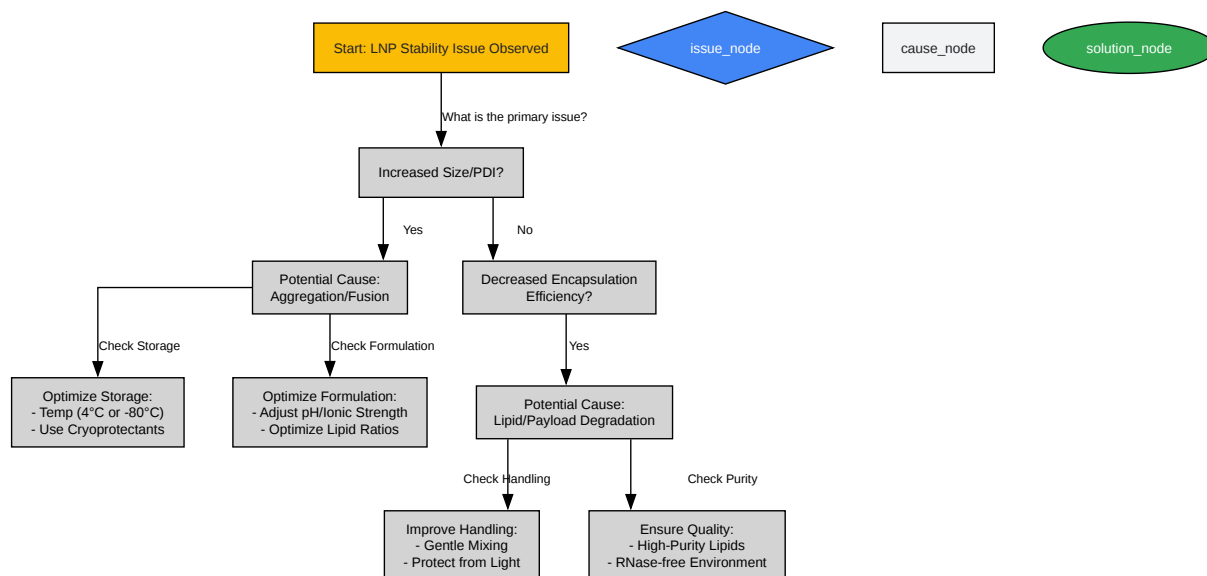 Start: LNP Stability Issue Observed
issue_node
cause_node
solution_node
What is the primary issue?
Increased Size/PDI?
Yes
No
Potential Cause:
Aggregation/Fusion
Decreased Encapsulation
Efficiency?
Check Storage
Check Formulation
Yes
Optimize Storage:
- Temp (4°C or -80°C)
- Use Cryoprotectants
Optimize Formulation:
- Adjust pH/Ionic Strength
- Optimize Lipid Ratios
Potential Cause:
Lipid/Payload Degradation
Check Handling
Check Purity
Improve Handling:
- Gentle Mixing
- Protect from Light
Ensure Quality:
- High-Purity Lipids
- RNase-free Environment